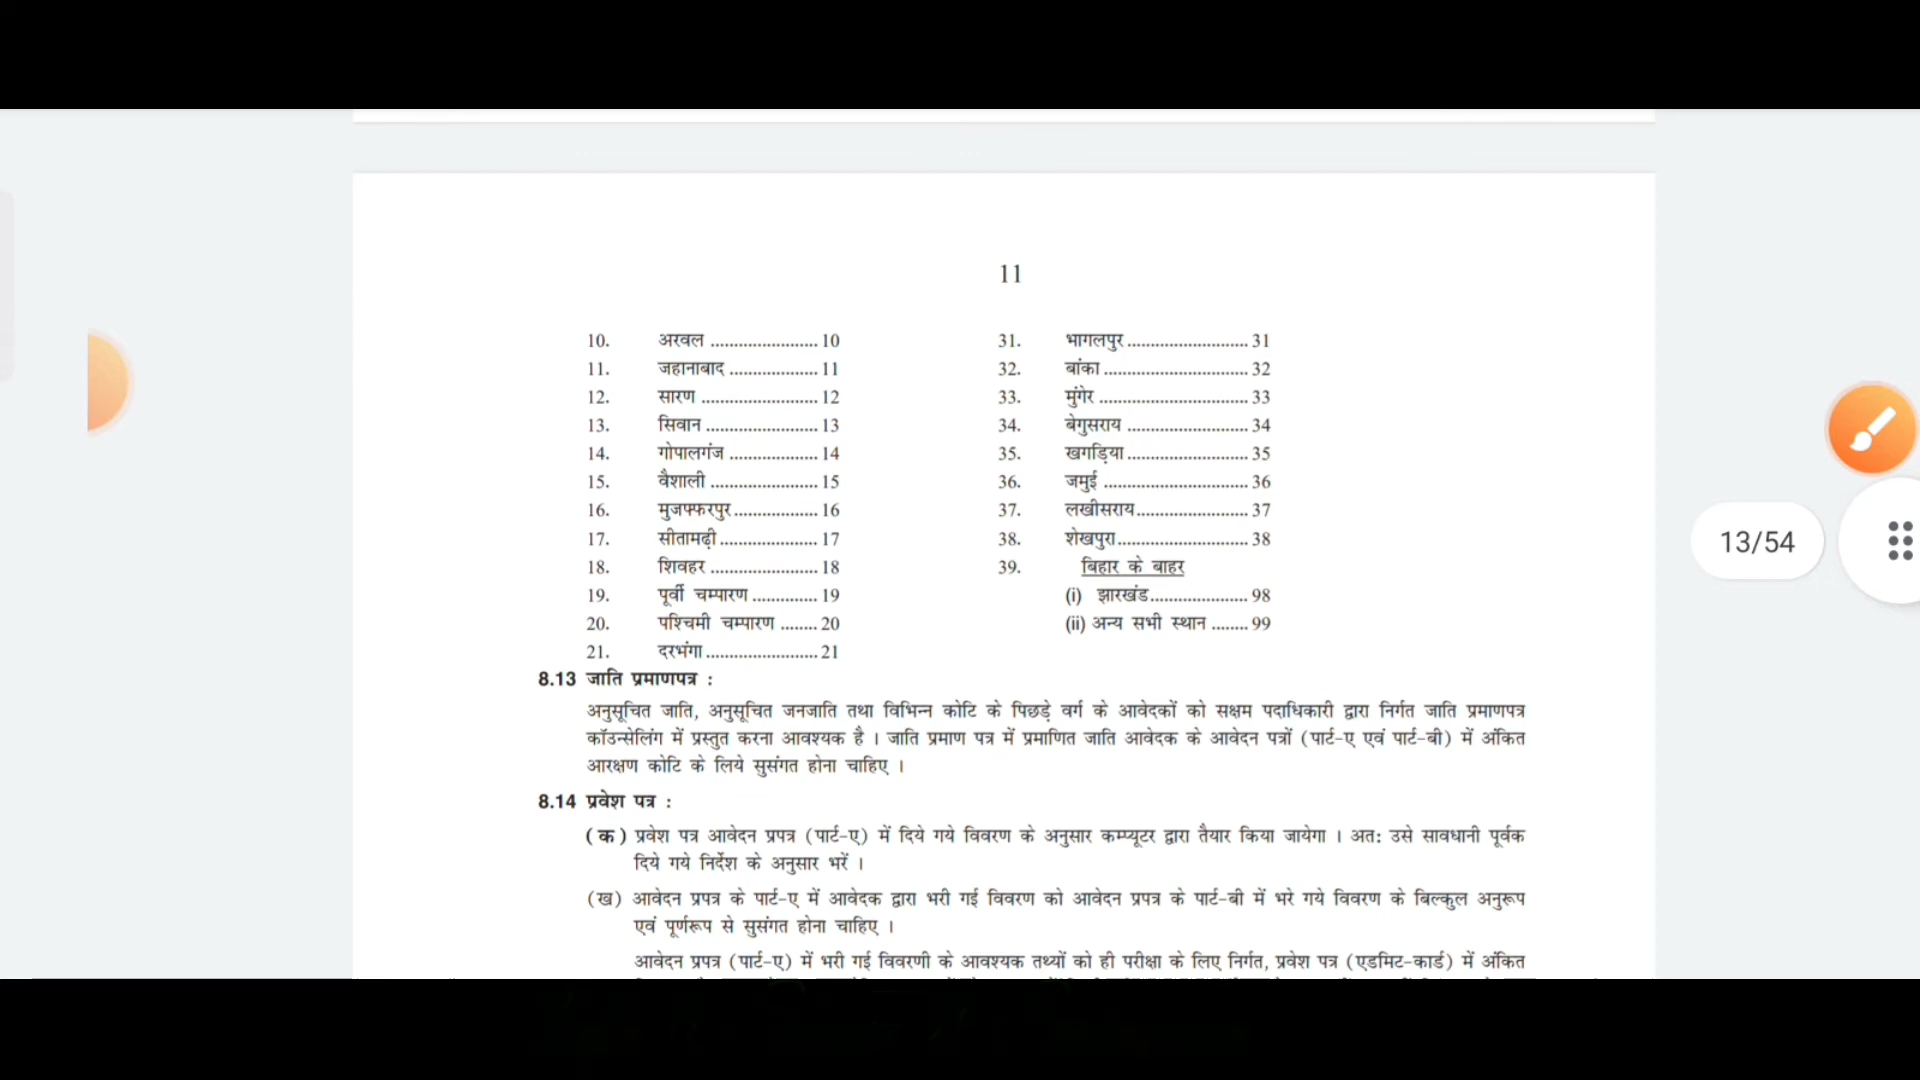 11
10. अरवल ....................... 10
11. जहानाबाद ................... 11
12. सारण ......................... 12
13. सिवान ........................ 13
14. गोपालगंज ................... 14
15. वैशाली ....................... 15
16. मुजफ्फरपुर.................. 16
17. सीतामढ़ी ..................... 17
18. शिवहर ....................... 18
19. पूर्वी चम्पारण .............. 19
20. पश्चिमी चम्पारण ........ 20
21. दरभंगा ........................ 21
31. भागलपुर .......................... 31
32. बांका ............................... 32
33. मुंगेर ................................ 33
34. बेगुसराय .......................... 34
35. खगड़िया .......................... 35
36. जमुई ............................... 36
37. लखीसराय........................ 37
38. शेखपुरा............................ 38
39. बिहार के बाहर
(i) झारखंड..................... 98
(ii) अन्य सभी स्थान ........ 99
8.13 जाति प्रमाणपत्र :
अनुसूचित जाति, अनुसूचित जनजाति तथा विभिन्न कोटि के पिछड़े वर्ग के आवेदकों को सक्षम पदाधिकारी द्वारा निर्गत जाति प्रमाणपत्र
कॉउन्सेलिंग में प्रस्तुत करना आवश्यक है । जाति प्रमाण पत्र में प्रमाणित जाति आवेदक के आवेदन पत्रों (पार्ट-ए एवं पार्ट-बी) में अंकित
आरक्षण कोटि के लिये सुसंगत होना चाहिए ।
8.14 प्रवेश पत्र :
(क) प्रवेश पत्र आवेदन प्रपत्र (पार्ट-ए) में दिये गये विवरण के अनुसार कम्प्यूटर द्वारा तैयार किया जायेगा । अतः उसे सावधानी पूर्वक
दिये गये निर्देश के अनुसार भरें ।
(ख) आवेदन प्रपत्र के पार्ट-ए में आवेदक द्वारा भरी गई विवरण को आवेदन प्रपत्र के पार्ट-बी में भरे गये विवरण के बिल्कुल अनुरूप
एवं पूर्णरूप से सुसंगत होना चाहिए ।
आवेदन प्रपत्र (पार्ट-ए) में भरी गई विवरणी के आवश्यक तथ्यों को ही परीक्षा के लिए निर्गत, प्रवेश पत्र (एडमिट-कार्ड) में अंकित
13/54